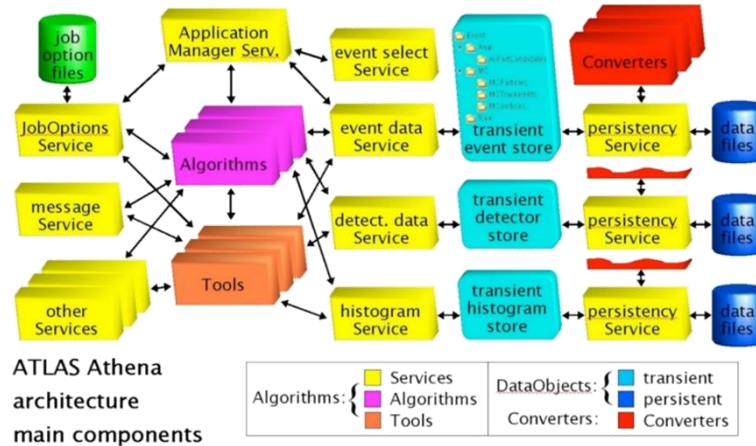 job
option
files
Application
Manager Serv.
event select
Service
Event
MC
transient
event store
Converters
JobOptions
Service
Algorithms
event data
Service
persistency
Service
data
files
message
Service
Tools
detect. data
Service
transient
detector
store
persistency
Service
data
files
other
Services
histogram
Service
transient
histogram
store
persistency
Service
data
files
ATLAS Athena
architecture
main components
Algorithms:
Services
Algorithms
Tools
DataObjects:
transient
persistent
Converters:
Converters